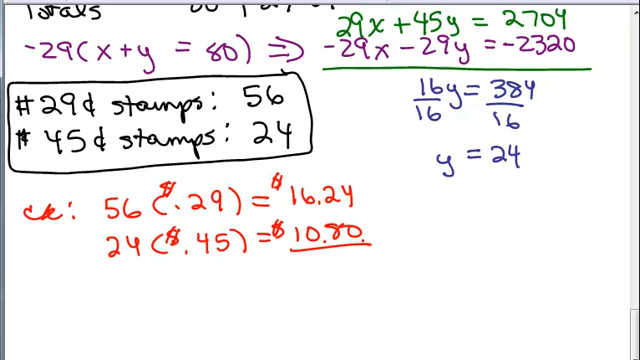 Totals
29x + 45y = 2704
-29(x+y = 80) ⇒ -29x - 29y = -2320
# 29¢ stamps: 56
# 45¢ stamps: 24
16y = 384
16 16
y = 24
ck: 56($.29) = $16.24
24($.45) = $10.80